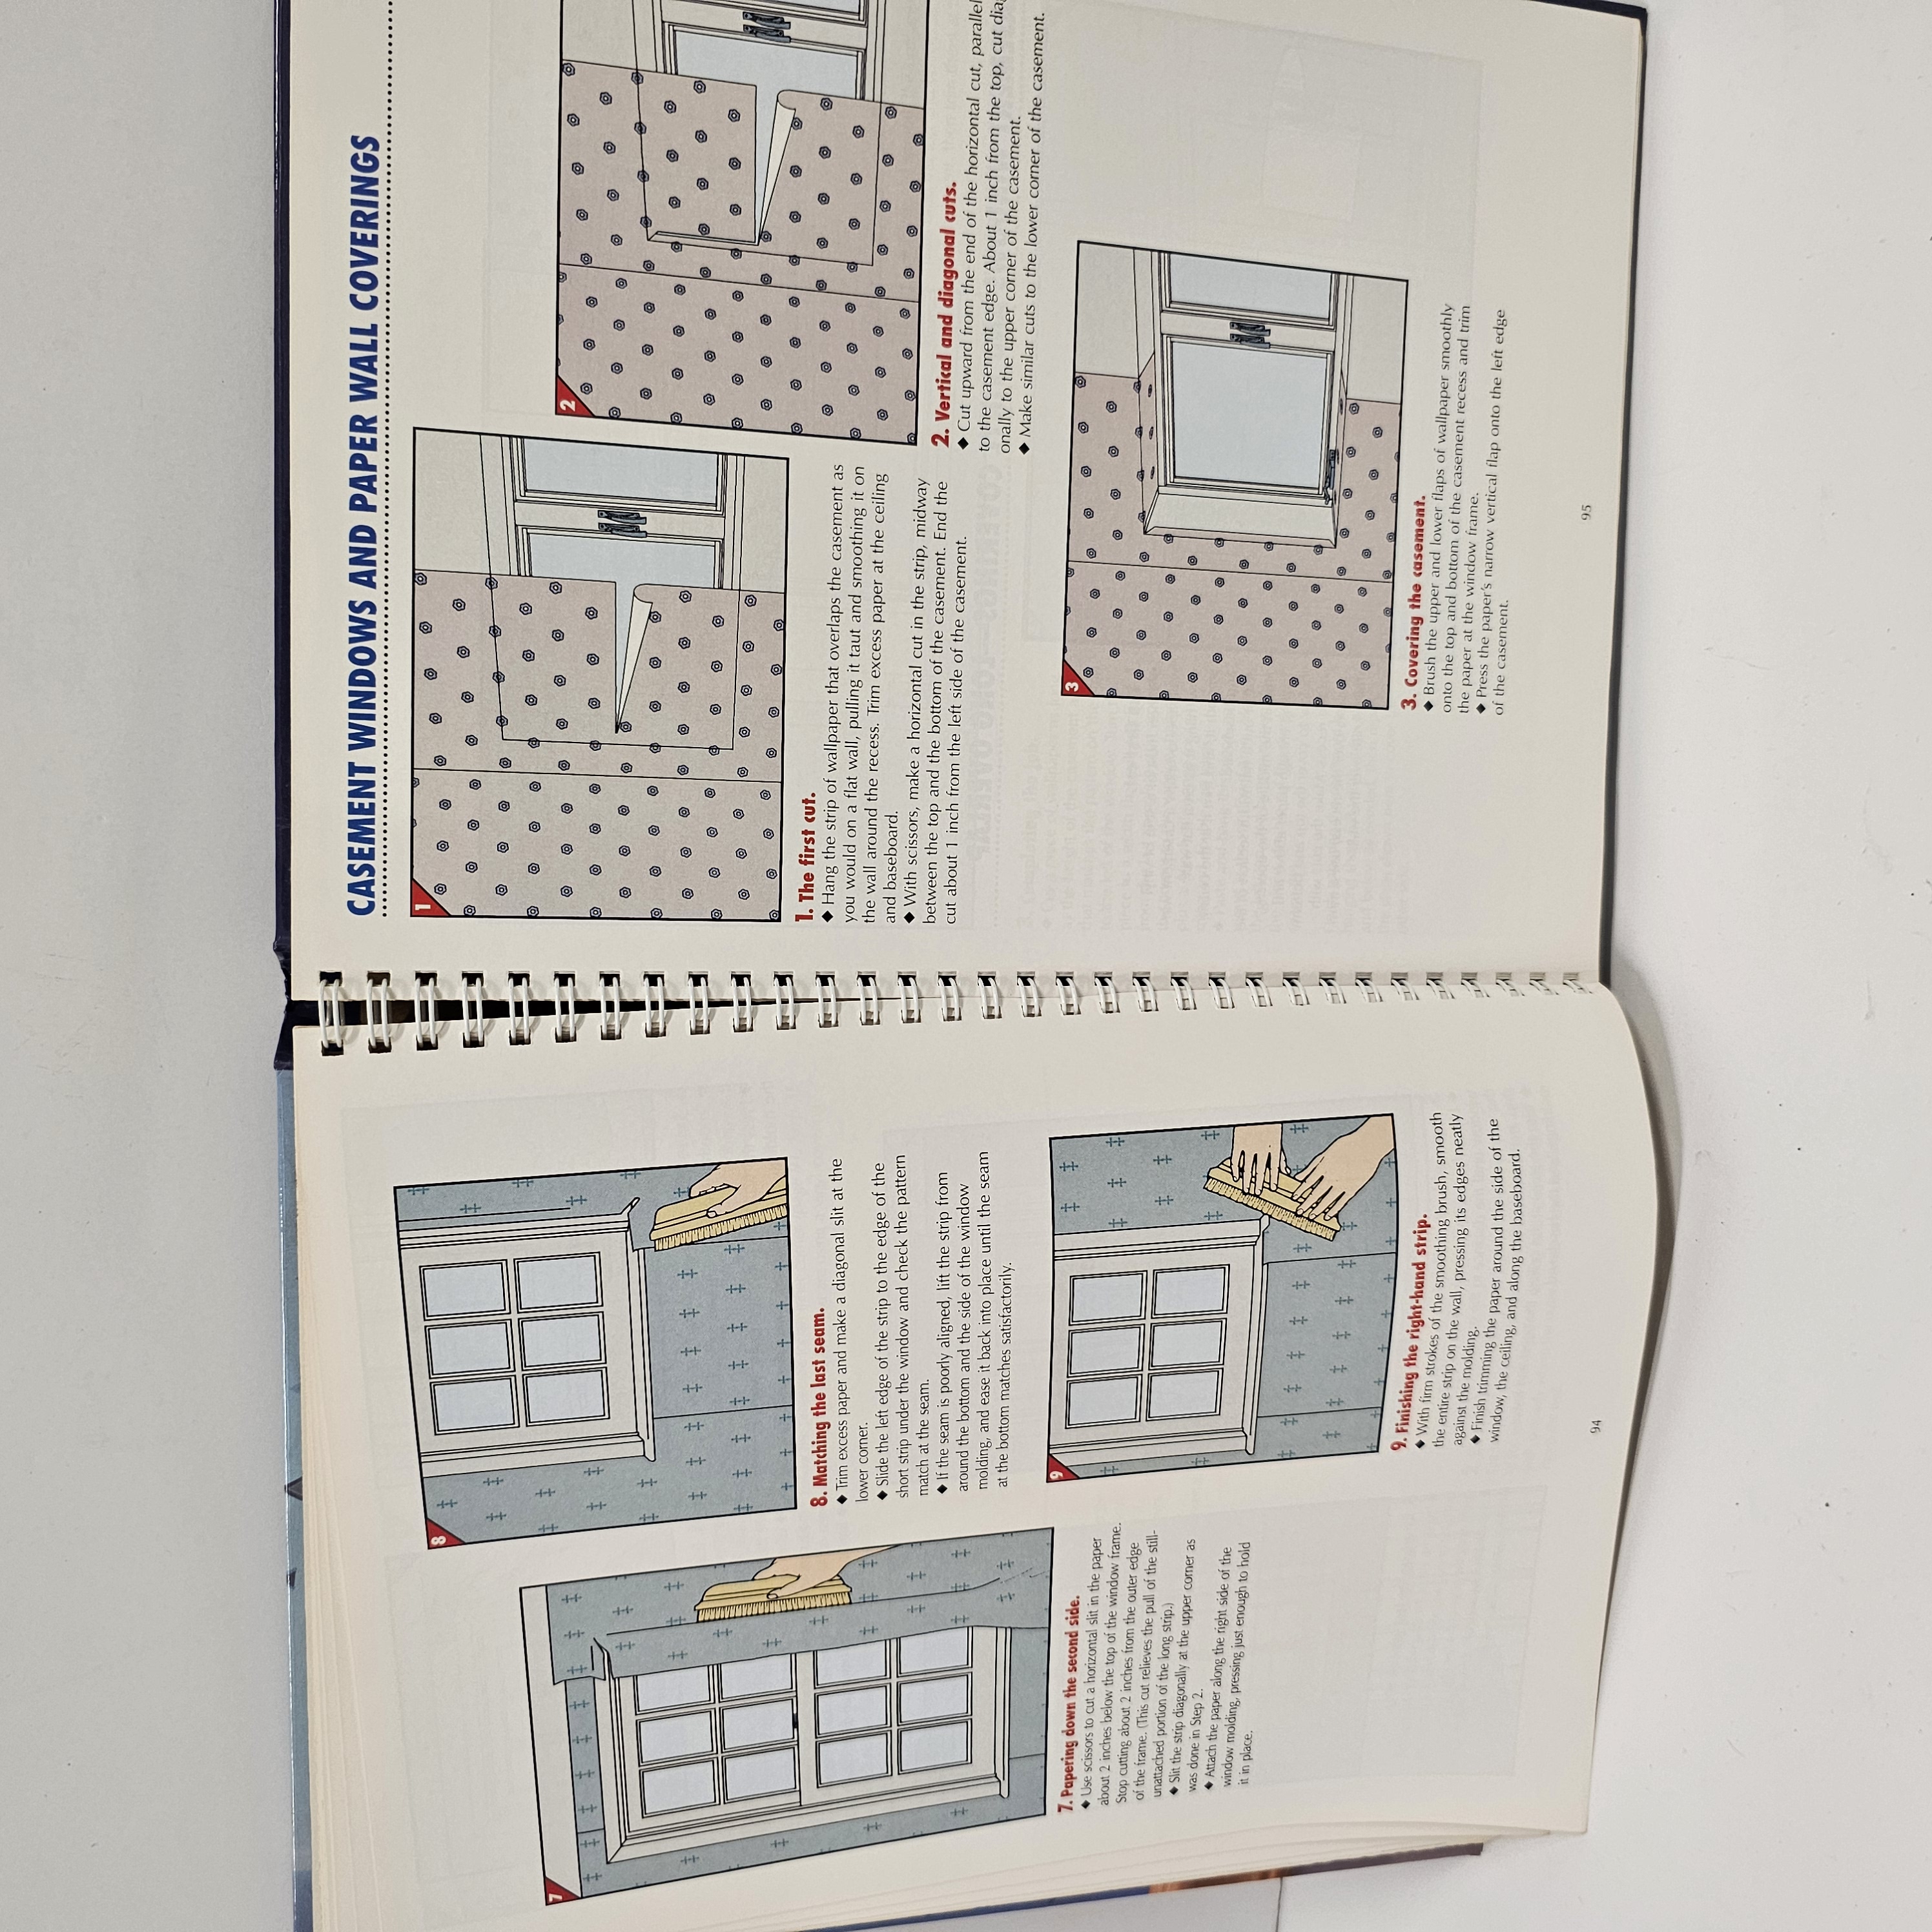 7
7. Papering down the second side.
◆ Use scissors to cut a horizontal slit in the paper
about 2 inches below the top of the window frame.
Stop cutting about 2 inches from the outer edge
of the frame. (This cut relieves the pull of the still-
unattached portion of the long strip.)
◆ Slit the strip diagonally at the upper corner as
was done in Step 2.
◆ Attach the paper along the right side of the
window molding, pressing just enough to hold
it in place.
8
8. Matching the last seam.
◆ Trim excess paper and make a diagonal slit at the
lower corner.
◆ Slide the left edge of the strip to the edge of the
short strip under the window and check the pattern
match at the seam.
◆ If the seam is poorly aligned, lift the strip from
around the bottom and the side of the window
molding, and ease it back into place until the seam
at the bottom matches satisfactorily.
9
9. Finishing the right-hand strip.
◆ With firm strokes of the smoothing brush, smooth
the entire strip on the wall, pressing its edges neatly
against the molding.
◆ Finish trimming the paper around the side of the
window, the ceiling, and along the baseboard.
94
CASEMENT WINDOWS AND PAPER WALL COVERINGS
1
1. The first cut.
◆ Hang the strip of wallpaper that overlaps the casement as
you would on a flat wall, pulling it taut and smoothing it on
the wall around the recess. Trim excess paper at the ceiling
and baseboard.
◆ With scissors, make a horizontal cut in the strip, midway
between the top and the bottom of the casement. End the
cut about 1 inch from the left side of the casement.
2
2. Vertical and diagonal cuts.
◆ Cut upward from the end of the horizontal cut, parallel
to the casement edge. About 1 inch from the top, cut diag
onally to the upper corner of the casement.
◆ Make similar cuts to the lower corner of the casement.
3
3. Covering the casement.
◆ Brush the upper and lower flaps of wallpaper smoothly
onto the top and bottom of the casement recess and trim
the paper at the window frame.
◆ Press the paper's narrow vertical flap onto the left edge
of the casement.
95